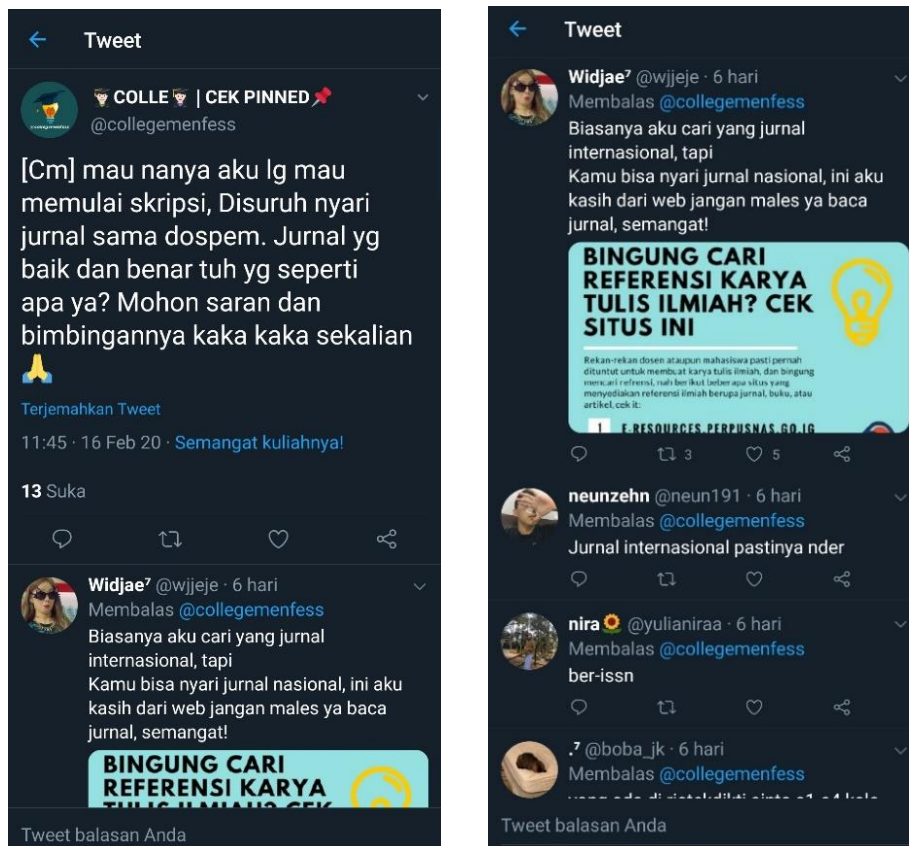 Tweet
COLLE | CEK PINNED
@collegemenfess
[Cm] mau nanya aku lg mau
memulai skripsi, Disuruh nyari
jurnal sama dospem. Jurnal yg
baik dan benar tuh yg seperti
apa ya? Mohon saran dan
bimbingannya kaka kaka sekalian
🙏
Terjemahkan Tweet
11:45 · 16 Feb 20 · Semangat kuliahnya!
13 Suka
Widjae⁷ @wjjeje · 6 hari
Membalas @collegemenfess
Biasanya aku cari yang jurnal
internasional, tapi
Kamu bisa nyari jurnal nasional, ini aku
kasih dari web jangan males ya baca
jurnal, semangat!
BINGUNG CARI
REFERENSI KARYA
TULIS ILMIAH? CEK
Tweet balasan Anda
Tweet
Widjae⁷ @wjjeje · 6 hari
Membalas @collegemenfess
Biasanya aku cari yang jurnal
internasional, tapi
Kamu bisa nyari jurnal nasional, ini aku
kasih dari web jangan males ya baca
jurnal, semangat!
BINGUNG CARI
REFERENSI KARYA
TULIS ILMIAH? CEK
SITUS INI
Rekan-rekan dosen ataupun mahasiswa pasti pernah
dituntut untuk membuat karya tulis ilmiah, dan bingung
mencari refrensi, nah berikut beberapa situs yang
menyediakan referensi ilmiah berupa jurnal, buku, atau
artikel, cek it:
1 E-RESOURCES.PERPUSNAS.GO.IG
3 5
neunzehn @neun191 · 6 hari
Membalas @collegemenfess
Jurnal internasional pastinya nder
nira🌻 @yulianiraa · 6 hari
Membalas @collegemenfess
ber-issn
.⁷ @boba_jk · 6 hari
Membalas @collegemenfess
Tweet balasan Anda